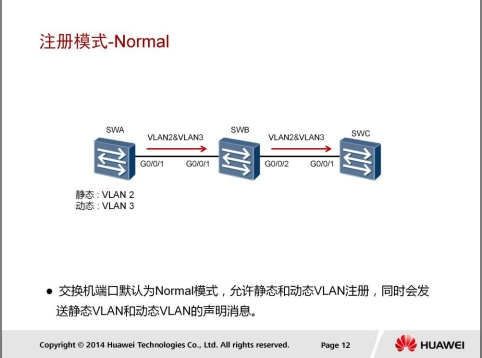 注册模式-Normal
SWA
SWB
SWC
VLAN2&VLAN3
VLAN2&VLAN3
G0/0/1
G0/0/1
G0/0/2
G0/0/1
静态 : VLAN 2
动态 : VLAN 3
● 交换机端口默认为Normal模式，允许静态和动态VLAN注册，同时会发
送静态VLAN和动态VLAN的声明消息。
Copyright © 2014 Huawei Technologies Co., Ltd. All rights reserved.
Page 12
HUAWEI